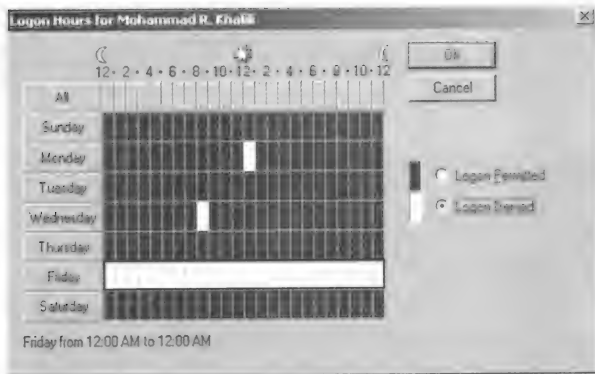 Logon Hours for Mohammad R. Khalik
12 · 2 · 4 · 6 · 8 · 10 · 12 · 2 · 4 · 6 · 8 · 10 · 12
OK
Cancel
All
Sunday
Monday
Tuesday
Wednesday
Thursday
Friday
Saturday
Logon Permitted
Logon Denied
Friday from 12:00 AM to 12:00 AM